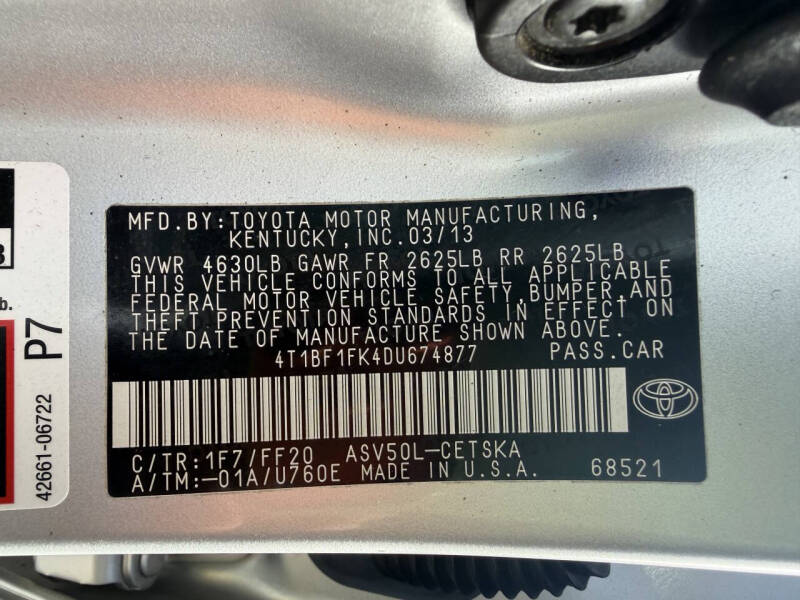 MFD.BY:TOYOTA MOTOR MANUFACTURING,
KENTUCKY,INC.03/13
GVWR 4630LB GAWR FR 2625LB RR 2625LB
THIS VEHICLE CONFORMS TO ALL APPLICABLE
FEDERAL MOTOR VEHICLE SAFETY,BUMPER,AND
THEFT PREVENTION STANDARDS IN EFFECT ON
THE DATE OF MANUFACTURE SHOWN ABOVE.
4T1BF1FK4DU674877 PASS.CAR
C/TR:1F7/FF20 ASV50L-CETSKA
A/TM:-01A/U760E MADE IN U.S.A. 68521
P7
42661-06722
b.